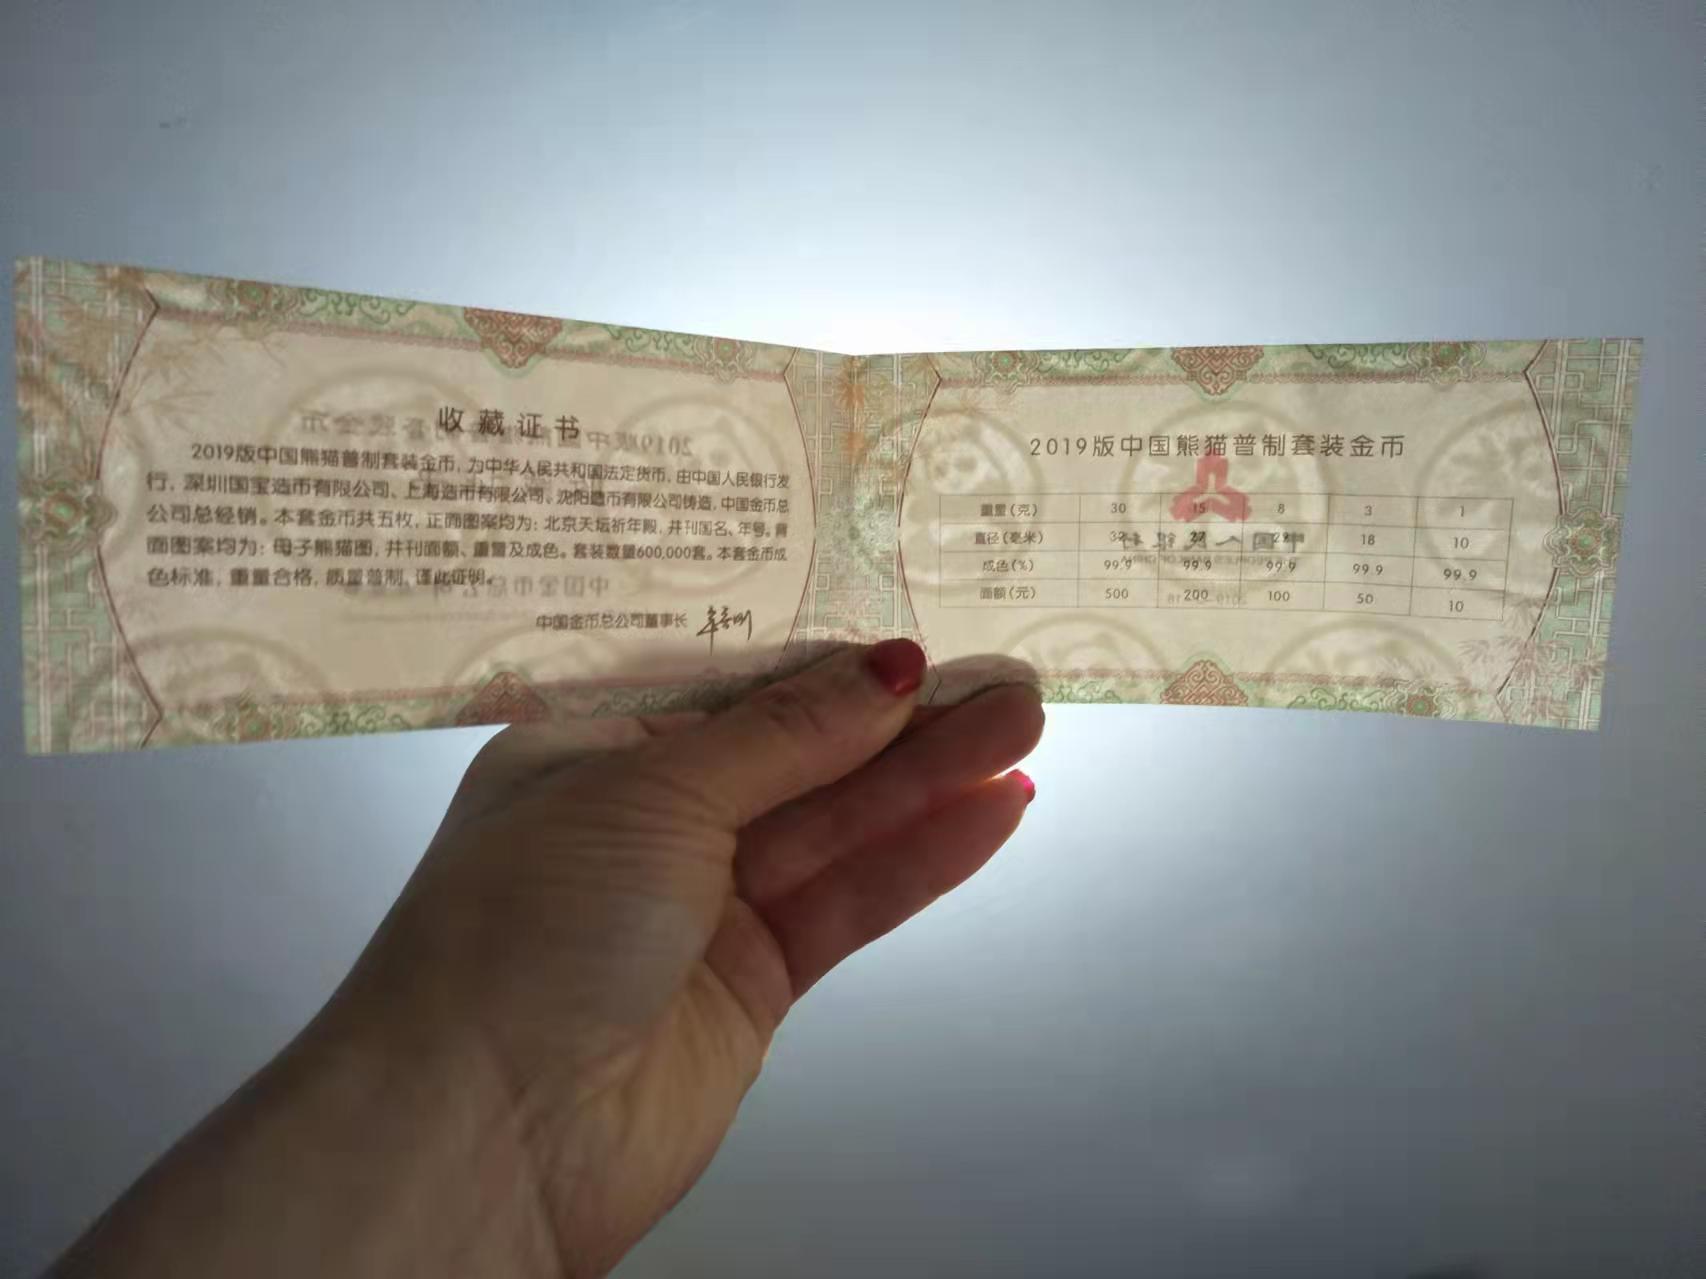 收藏证书
2019版中国熊猫普制套装金币，为中华人民共和国法定货币，由中国人民银行发
行，深圳国宝造币有限公司、上海造币有限公司、沈阳造币有限公司铸造，中国金币总
公司总经销。本套金币共五枚，正面图案均为：北京天坛祈年殿，并刊国名、年号。背
面图案均为：母子熊猫图，并刊面额、重量及成色。套装数量600,000套。本套金币成
色标准，重量合格，质量普制，谨此证明。
中国金币总公司董事长
2019版中国熊猫普制套装金币
重量(克) 30 15 8 3 1
直径(毫米) 32 27 22 18 10
成色(%) 99.9 99.9 99.9 99.9 99.9
面额(元) 500 200 100 50 10